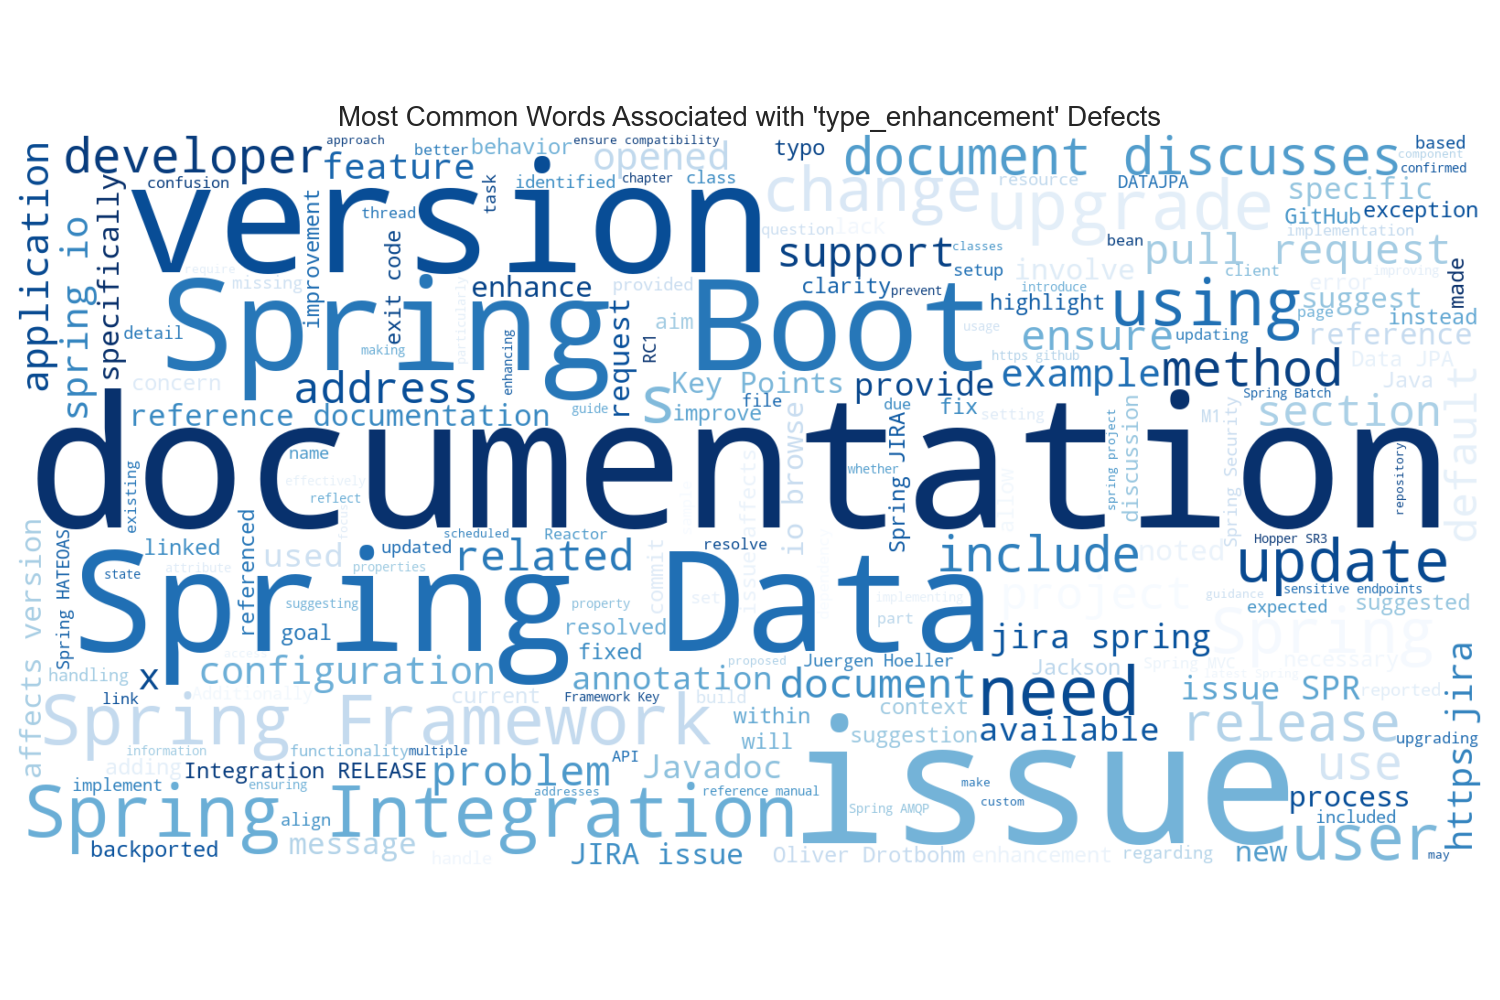 Most Common Words Associated with 'type_enhancement' Defects
approach
better
behavior
ensure compatibility
opened
typo
document discusses
based
component
confirmed
developer
feature
confusion
identified
chapter
class
task
change
resource
DATAJPA
specific
upgrade
GitHub
exception
application
spring io
specifically
version
improvement
thread
exit code
question
lack
support
classes
bean
pull request
implementation
require
missing
enhance
particularly
provided
setup
involve
client
improving
error
clarity
prevent
introduce
highlight
using
suggest
page
made
instead
Spring Boot
detail
request
aim
RC1
usage
ensure
updating
reference
making
enhancing
https github
Data JPA
concern
address
s
Key Points
provide
example
method
Java
Spring Batch
default
reference documentation
guide
improve
file
due
fix
setting
M1
section
io browse
Spring JIRA
discussion
spring project
Spring Security
documentation
name
existing
effectively
reflect
focus
issue affects
whether
allow
repository
affects version
Spring HATEOAS
linked
referenced
used
updated
scheduled
Reactor
related
resolve
commit
include
noted
Hopper SR3
update
state
attribute
properties
Spring Data
set
implementing
project
guidance
sensitive endpoints
suggesting
property
part
expected
suggested
goal
resolved
jira spring
Spring
fixed
handling
x
configuration
annotation
proposed
Juergen Hoeller
Jackson
Spring MVC
latest Spring
necessary
link
Additionally
current
Framework Key
build
document
context
need
issue SPR
reported
Spring Framework
within
will
suggestion
available
release
upgrading
https jira
information
adding
functionality
multiple
API
Integration RELEASE
problem
Javadoc
issue
use
implement
ensuring
addresses
reference manual
make
process
Spring Integration
Spring AMQP
custom
included
align
backported
message
handle
JIRA issue
Oliver Drotbohm
enhancement
regarding
new
user
may